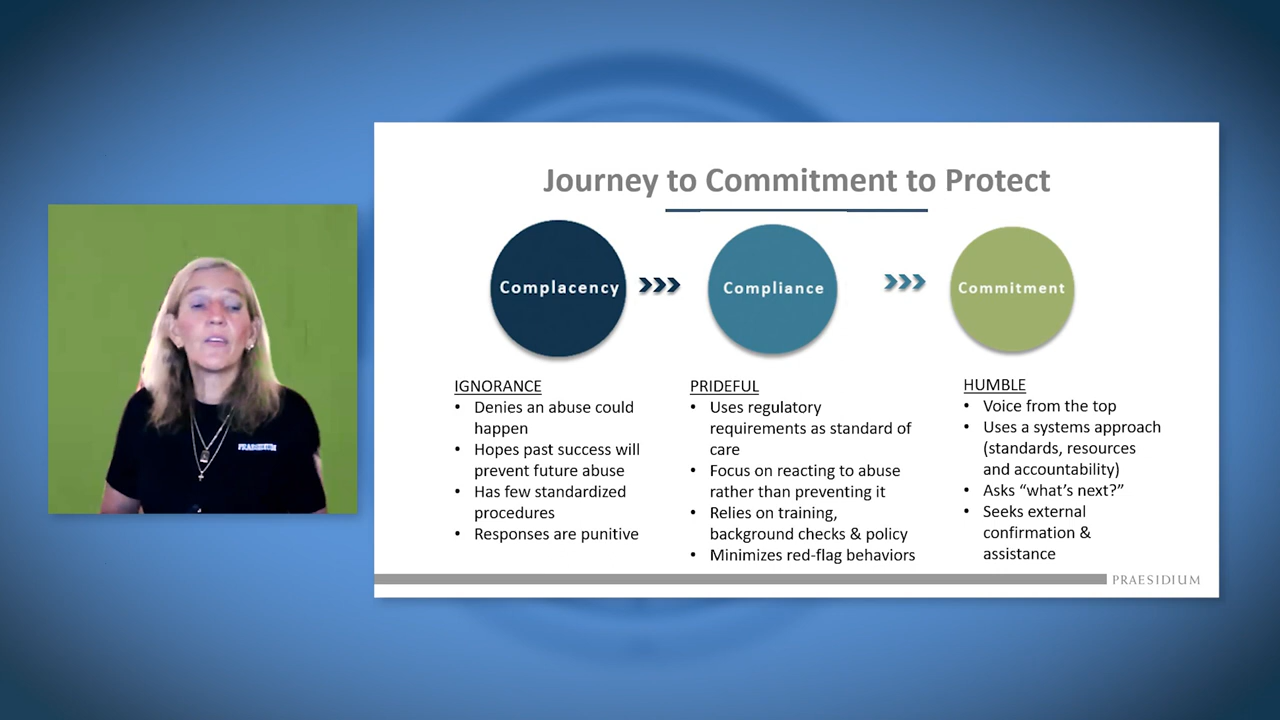 Journey to Commitment to Protect
Complacency
Compliance
Commitment
IGNORANCE
• Denies an abuse could
happen
• Hopes past success will
prevent future abuse
• Has few standardized
procedures
• Responses are punitive
PRIDEFUL
• Uses regulatory
requirements as standard of
care
• Focus on reacting to abuse
rather than preventing it
• Relies on training,
background checks & policy
• Minimizes red-flag behaviors
HUMBLE
• Voice from the top
• Uses a systems approach
(standards, resources
and accountability)
• Asks “what’s next?”
• Seeks external
confirmation &
assistance
PRAESIDIUM
PRAESIDIUM